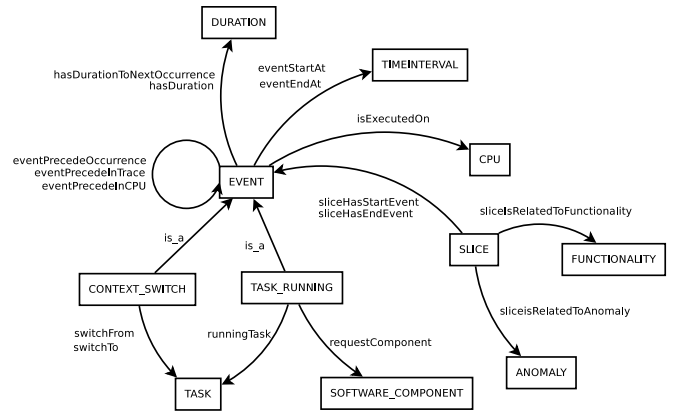 DURATION
eventStartAt
eventEndAt
TIMEINTERVAL
hasDurationToNextOccurrence
hasDuration
isExecutedOn
CPU
eventPrecedeOccurrence
eventPrecedeInTrace
eventPrecedeInCPU
EVENT
sliceHasStartEvent
sliceHasEndEvent
sliceIsRelatedToFunctionality
is_a
is_a
SLICE
FUNCTIONALITY
CONTEXT_SWITCH
TASK_RUNNING
sliceisRelatedToAnomaly
switchFrom
switchTo
runningTask
requestComponent
ANOMALY
TASK
SOFTWARE_COMPONENT